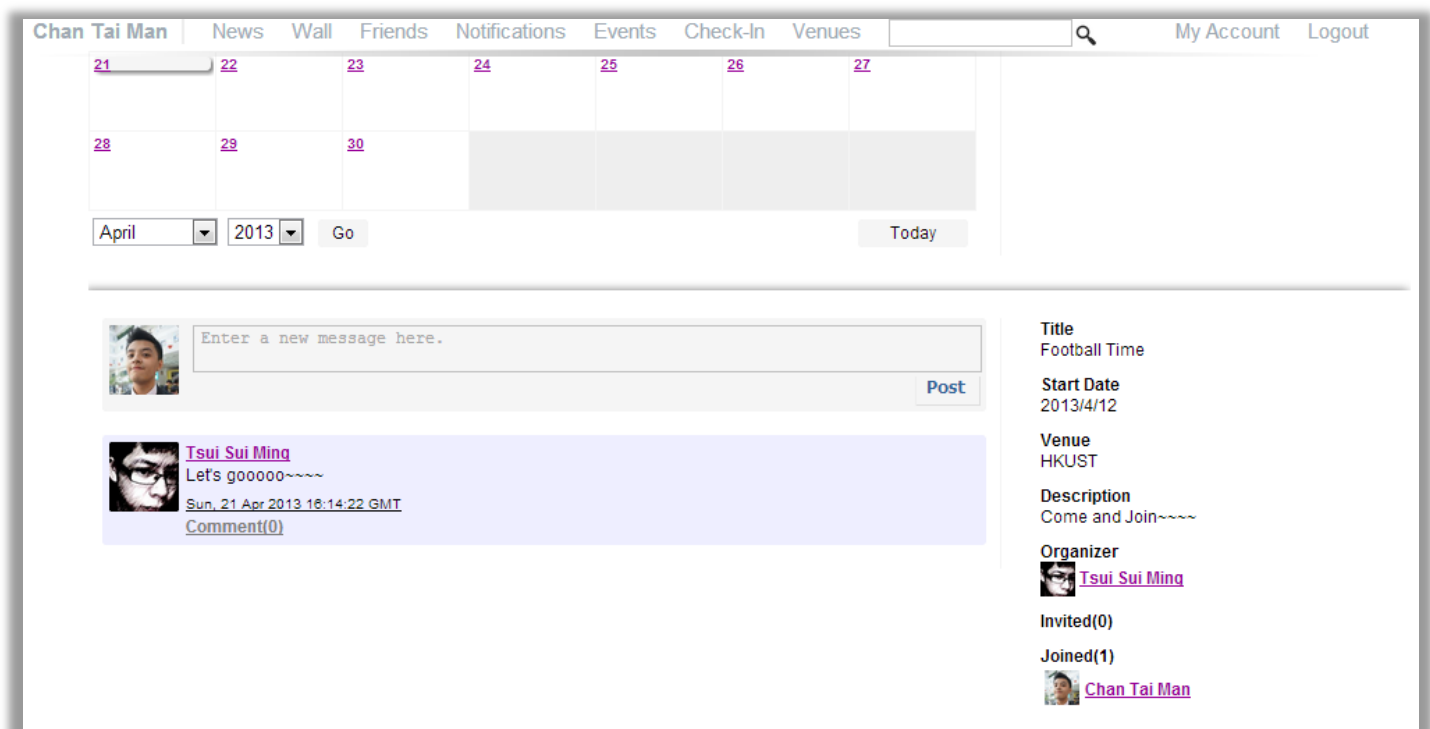 Chan Tai Man News Wall Friends Notifications Events Check-In Venues My Account Logout
21 22 23 24 25 26 27
28 29 30
April 2013 Go Today
Enter a new message here.
Post
Tsui Sui Ming
Let's gooooo~~~~
Sun, 21 Apr 2013 16:14:22 GMT
Comment(0)
Title
Football Time
Start Date
2013/4/12
Venue
HKUST
Description
Come and Join~~~~
Organizer
Tsui Sui Ming
Invited(0)
Joined(1)
Chan Tai Man